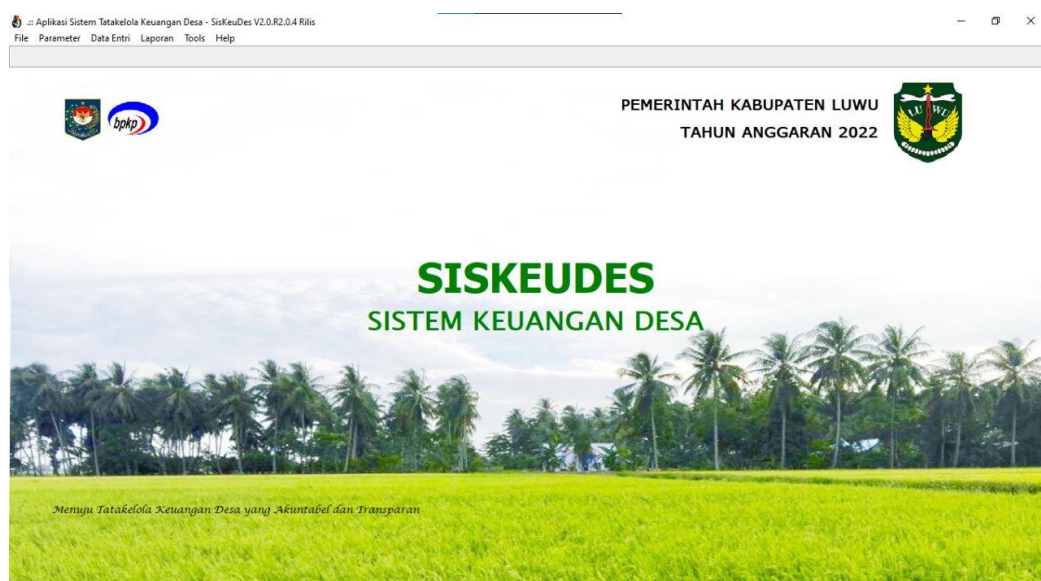 .:: Aplikasi Sistem Tatakelola Keuangan Desa - SisKeuDes V2.0.R2.0.4 Rilis
File Parameter Data Entri Laporan Tools Help
bpkp
PEMERINTAH KABUPATEN LUWU
TAHUN ANGGARAN 2022
LUWU
SISKEUDES
SISTEM KEUANGAN DESA
Menuju Tatakelola Keuangan Desa yang Akuntabel dan Transparan